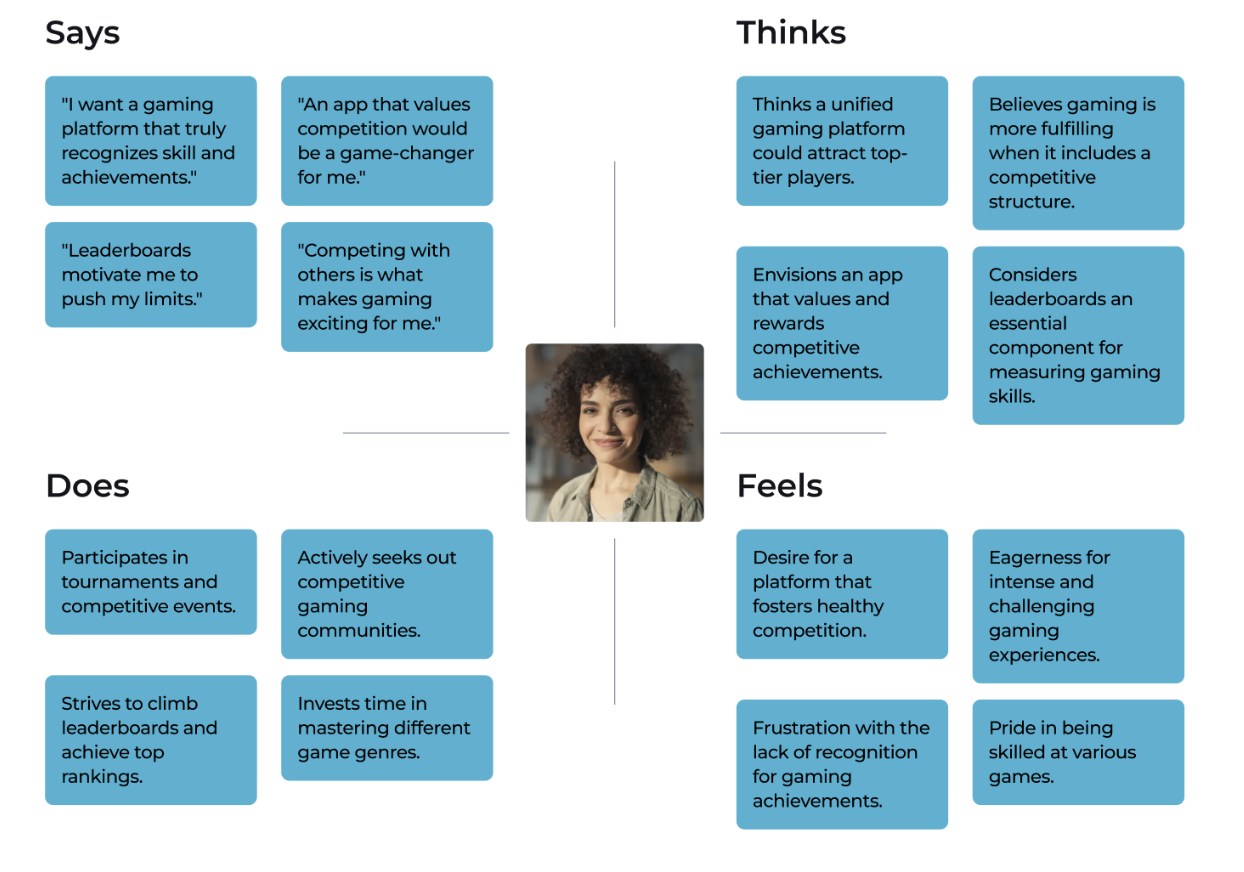 Says
"I want a gaming
platform that truly
recognizes skill and
achievements."
"An app that values
competition would
be a game-changer
for me."
"Leaderboards
motivate me to
push my limits."
"Competing with
others is what
makes gaming
exciting for me."
Thinks
Thinks a unified
gaming platform
could attract top-
tier players.
Believes gaming is
more fulfilling
when it includes a
competitive
structure.
Envisions an app
that values and
rewards
competitive
achievements.
Considers
leaderboards an
essential
component for
measuring gaming
skills.
Does
Participates in
tournaments and
competitive events.
Actively seeks out
competitive
gaming
communities.
Strives to climb
leaderboards and
achieve top
rankings.
Invests time in
mastering different
game genres.
Feels
Desire for a
platform that
fosters healthy
competition.
Eagerness for
intense and
challenging
gaming
experiences.
Frustration with the
lack of recognition
for gaming
achievements.
Pride in being
skilled at various
games.